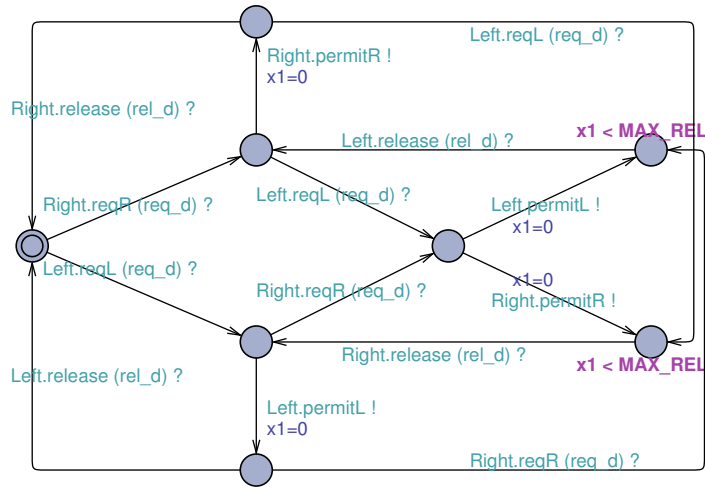 Left.reqL (req_d) ?
Right.permitR !
x1=0
Right.release (rel_d) ?
x1 < MAX_REL
Left.release (rel_d) ?
Left.reqL (req_d) ?
Right.reqR (req_d) ?
Left.permitL !
x1=0
Left.reqL (req_d) ?
x1=0
Right.reqR (req_d) ?
Right.permitR !
Right.release (rel_d) ?
x1 < MAX_REL
Left.release (rel_d) ?
Left.permitL !
x1=0
Right.reqR (req_d) ?